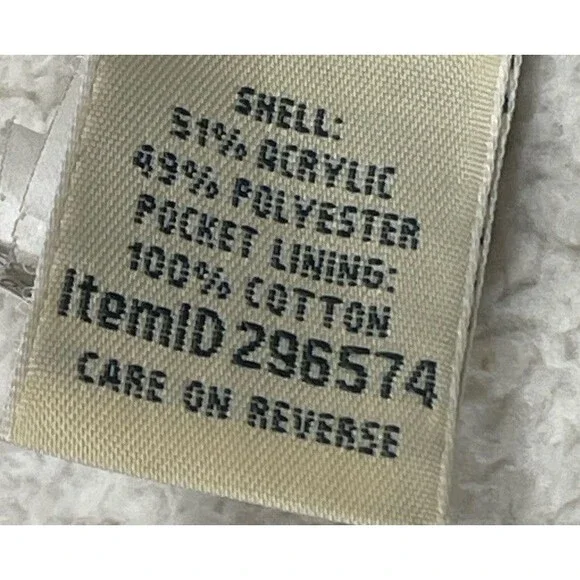 SHELL:
51% ACRYLIC
49% POLYESTER
POCKET LINING:
100% COTTON
ItemID 296574
CARE ON REVERSE